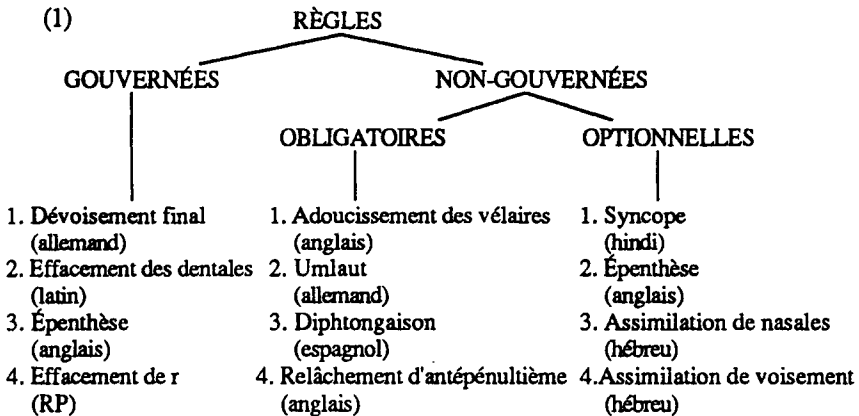 (1) RÈGLES
GOUVERNÉES NON-GOUVERNÉES
OBLIGATOIRES OPTIONNELLES
1. Dévoisement final 1. Adoucissement des vélaires 1. Syncope
(allemand) (anglais) (hindi)
2. Effacement des dentales 2. Umlaut 2. Épenthèse
(latin) (allemand) (anglais)
3. Épenthèse 3. Diphtongaison 3. Assimilation de nasales
(anglais) (espagnol) (hébreu)
4. Effacement de r 4. Relâchement d'antépénultième 4.Assimilation de voisement
(RP) (anglais) (hébreu)